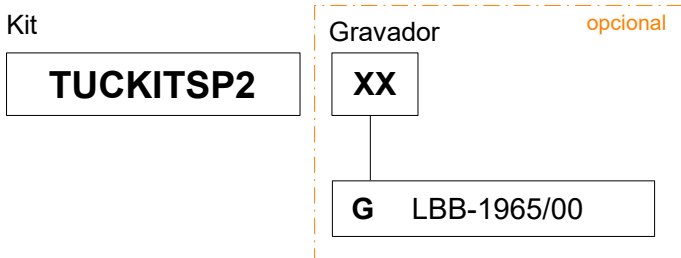 Kit
Gravador
opcional
TUCKITSP2
XX
G LBB-1965/00